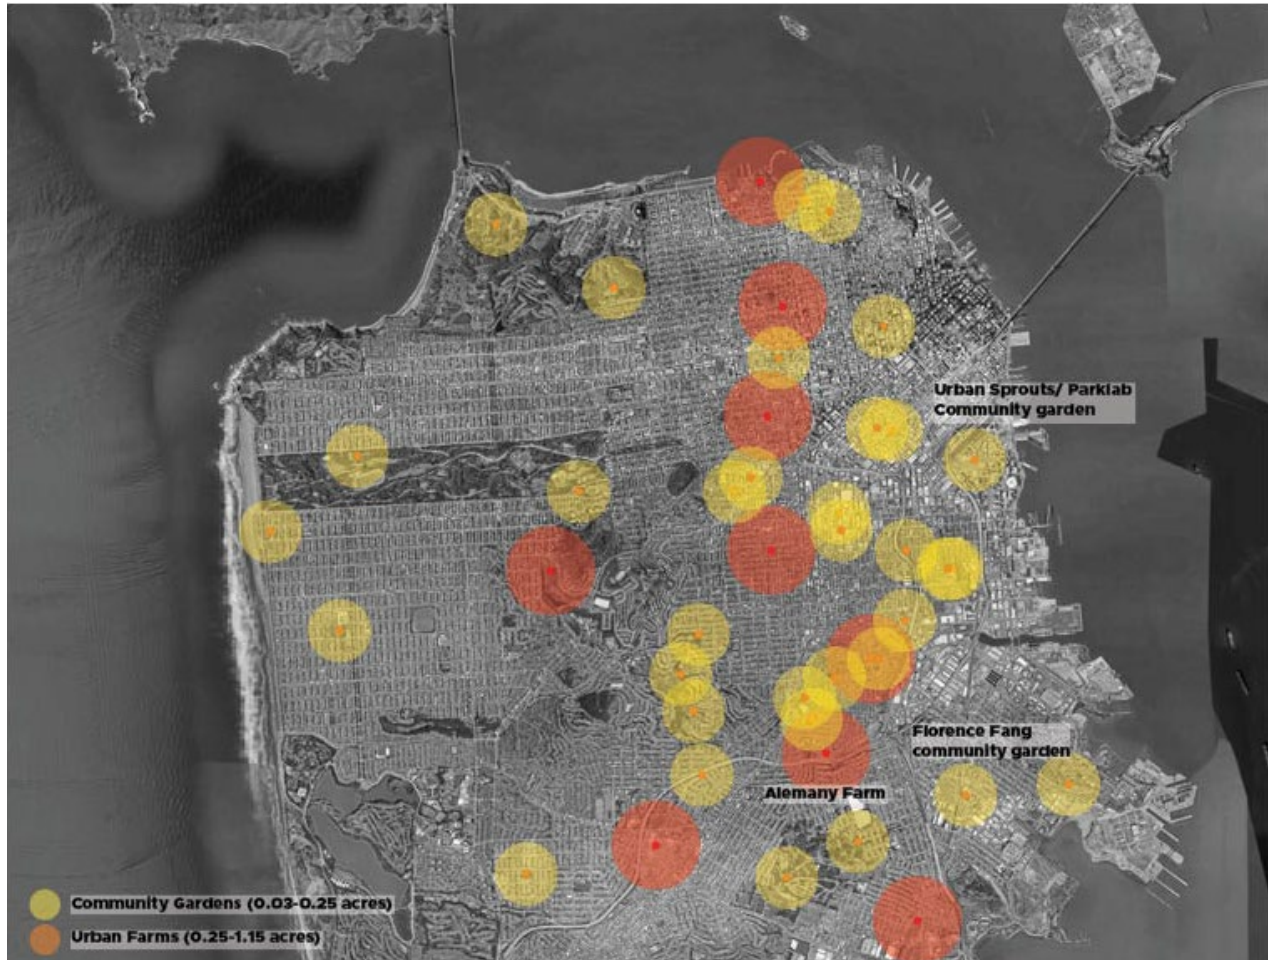 Urban Sprouts/ Parklab
Community garden
Florence Fang
community garden
Alemany Farm
Community Gardens (0.03-0.25 acres)
Urban Farms (0.25-1.15 acres)